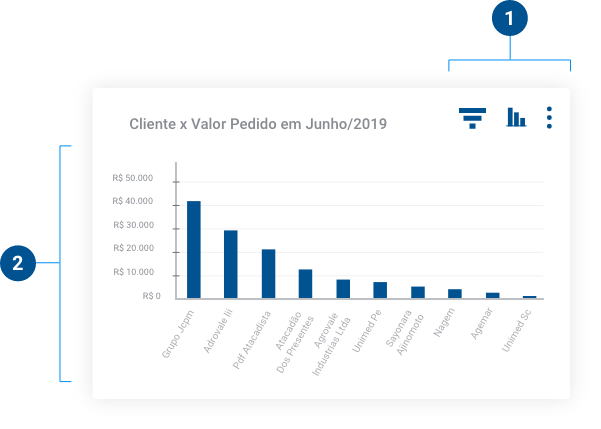 1
Cliente x Valor Pedido em Junho/2019
2
R$ 50.000
R$ 40.000
R$ 30.000
R$ 20.000
R$ 10.000
R$ 0
Grupo Jcpm
Adrovale Iii
Pdf Atacadista
Atacadão
Dos Presentes
Agrovale
Industrias Ltda
Unimed Pe
Sayonara
Ajinomoto
Nagem
Agemar
Unimed Sc